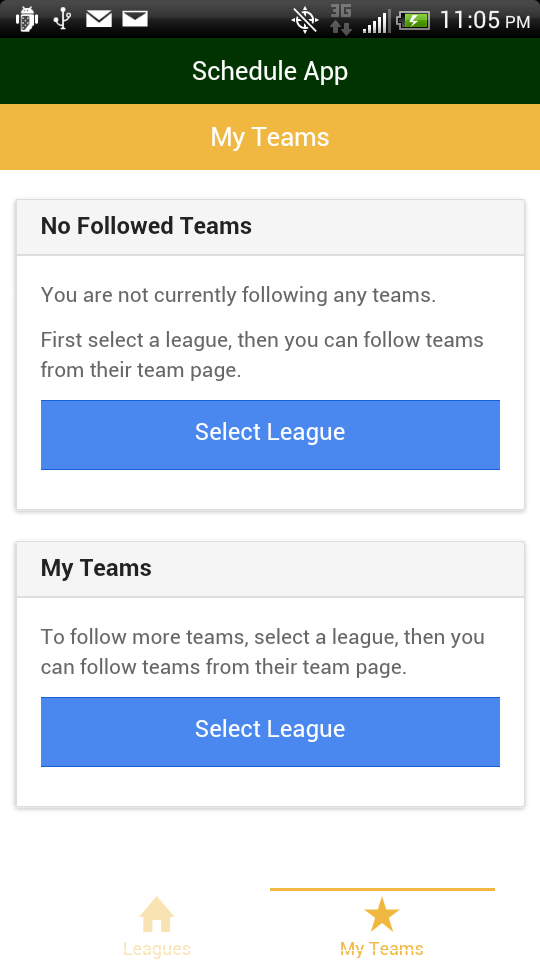 3G 11:05 PM
Schedule App
My Teams
No Followed Teams
You are not currently following any teams.
First select a league, then you can follow teams
from their team page.
Select League
My Teams
To follow more teams, select a league, then you
can follow teams from their team page.
Select League
Leagues
My Teams